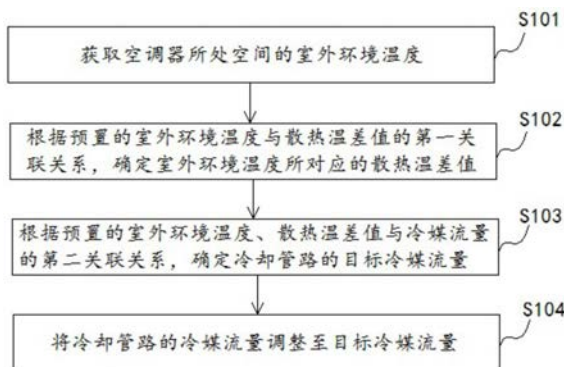 S101
获取空调器所处空间的室外环境温度
S102
根据预置的室外环境温度与散热温差值的第一关
联关系，确定室外环境温度所对应的散热温差值
S103
根据预置的室外环境温度、散热温差值与冷媒流量
的第二关联关系，确定冷却管路的目标冷媒流量
S104
将冷却管路的冷媒流量调整至目标冷媒流量